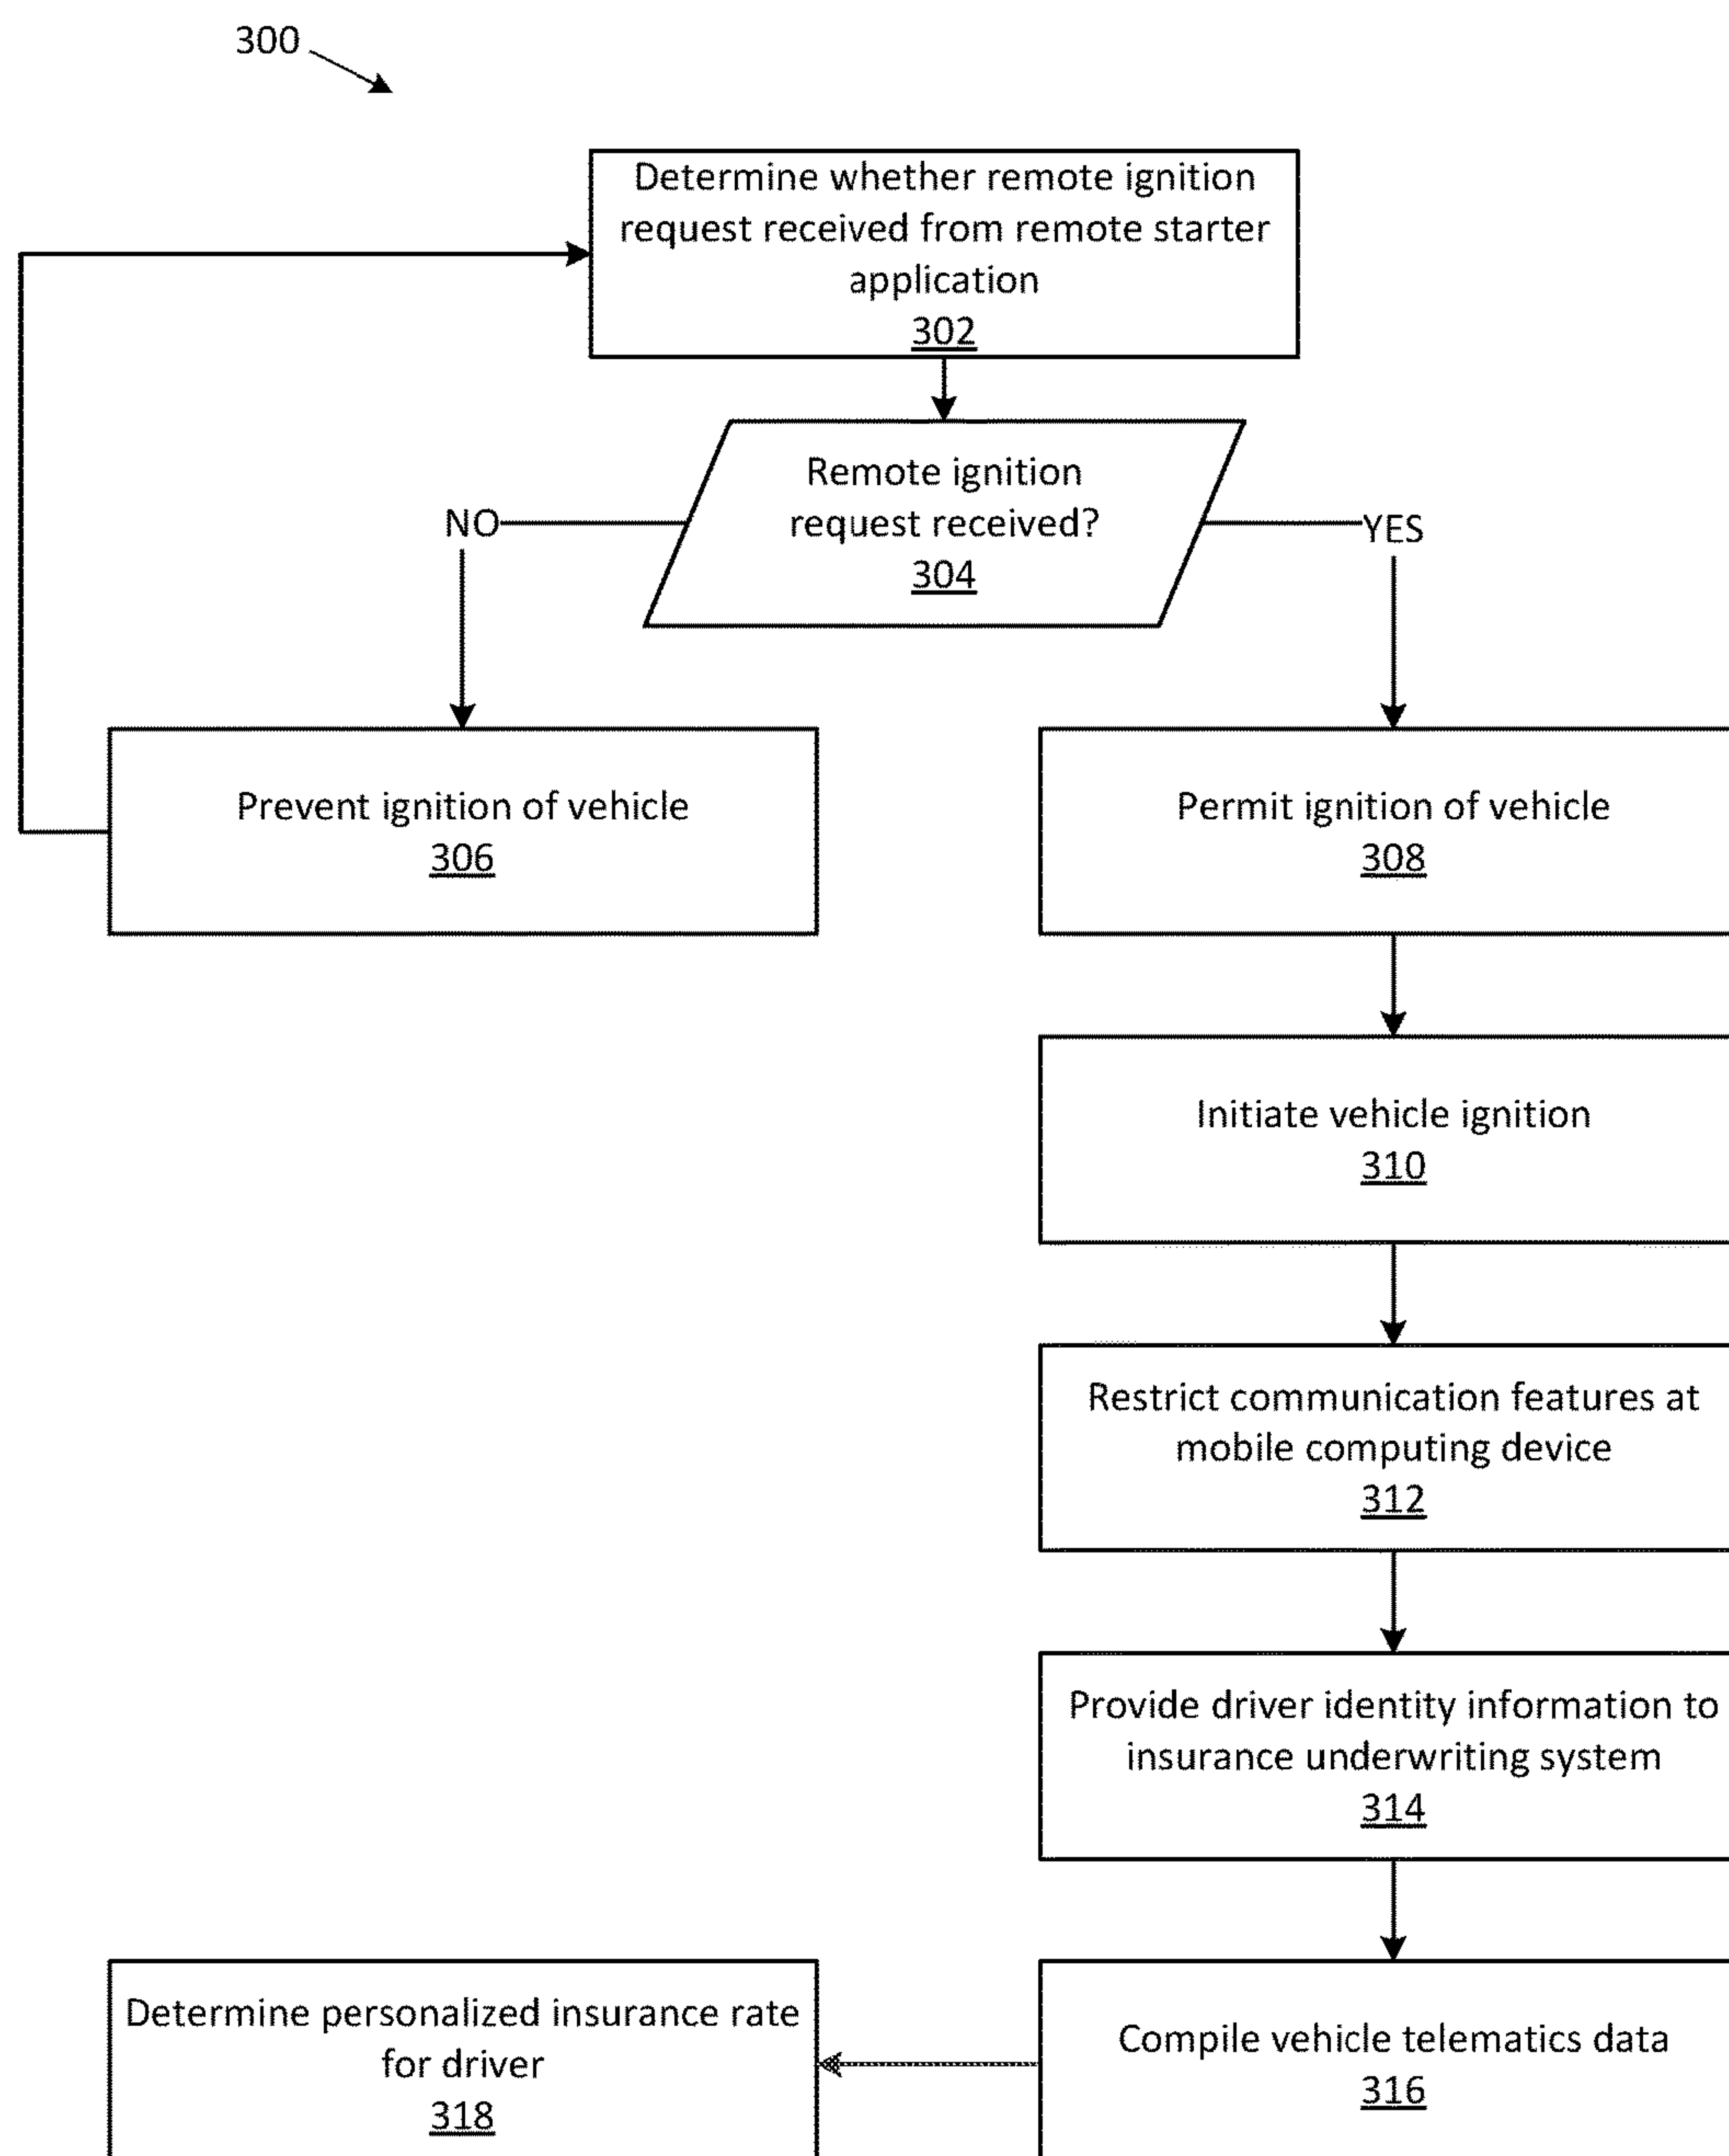 300
Determine whether remote ignition
request received from remote starter
application
302
Remote ignition
request received?
304
NO
YES
Prevent ignition of vehicle
306
Permit ignition of vehicle
308
Initiate vehicle ignition
310
Restrict communication features at
mobile computing device
312
Provide driver identity information to
insurance underwriting system
314
Determine personalized insurance rate
for driver
318
Compile vehicle telematics data
316